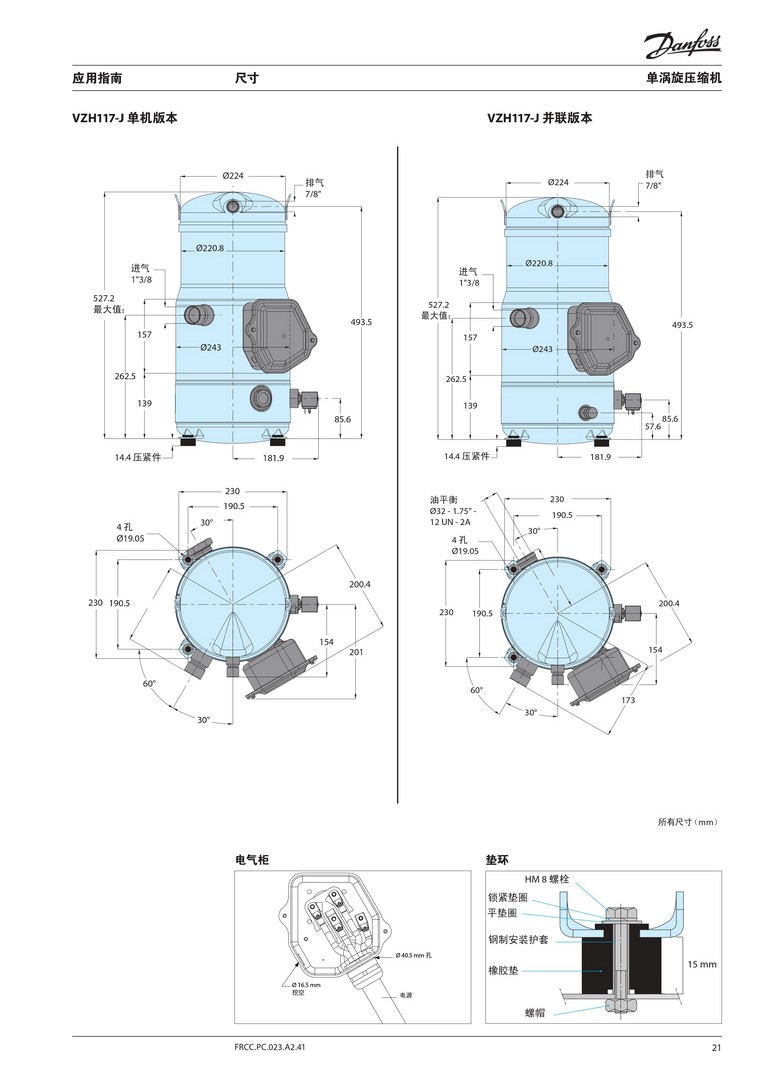 Danfoss
应用指南
尺寸
单涡旋压缩机
VZH117-J 单机版本
VZH117-J 并联版本
Ø224
排气
7/8"
Ø220.8
进气
1"3/8
527.2
最大值:
157
493.5
Ø243
262.5
139
85.6
14.4 压紧件
181.9
Ø224
排气
7/8"
Ø220.8
进气
1"3/8
527.2
最大值:
157
493.5
Ø243
262.5
139
85.6
57.6
14.4 压紧件
181.9
230
190.5
30°
4 孔
Ø19.05
200.4
230
190.5
154
201
60°
30°
油平衡
Ø32 - 1.75" -
12 UN - 2A
230
190.5
30°
4 孔
Ø19.05
200.4
230
190.5
154
60°
173
30°
所有尺寸（mm）
电气柜
Ø 40.5 mm 孔
Ø 16.5 mm
挖空
电源
垫环
HM 8 螺栓
锁紧垫圈
平垫圈
钢制安装护套
橡胶垫
15 mm
螺帽
FRCC.PC.023.A2.41
21